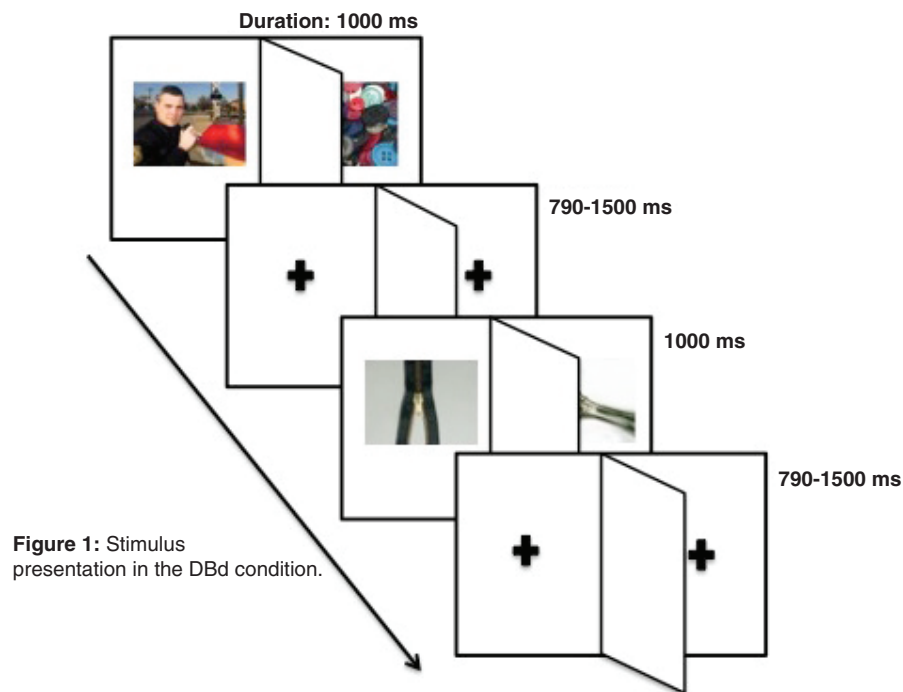 Duration: 1000 ms
790-1500 ms
1000 ms
790-1500 ms
Figure 1: Stimulus
presentation in the DBd condition.